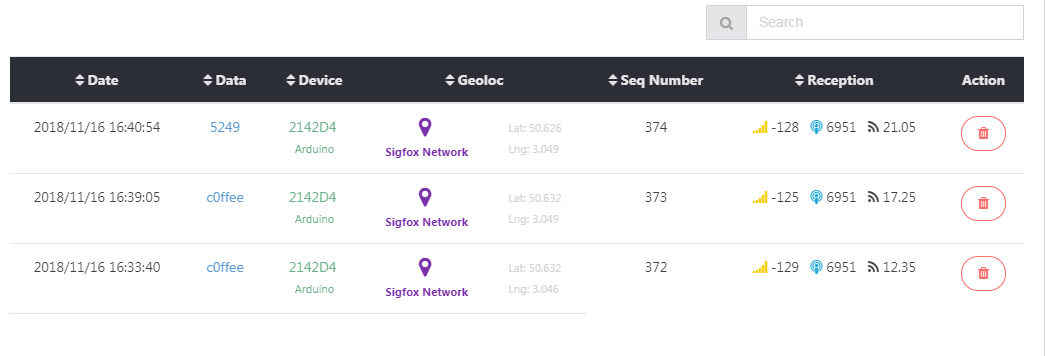 Search
Date Data Device Geoloc Seq Number Reception Action
2018/11/16 16:40:54 5249 2142D4 Lat: 50.626 374 -128 6951 21.05
Arduino Sigfox Network Lng: 3.049
2018/11/16 16:39:05 c0ffee 2142D4 Lat: 50.632 373 -125 6951 17.25
Arduino Sigfox Network Lng: 3.049
2018/11/16 16:33:40 c0ffee 2142D4 Lat: 50.632 372 -129 6951 12.35
Arduino Sigfox Network Lng: 3.046